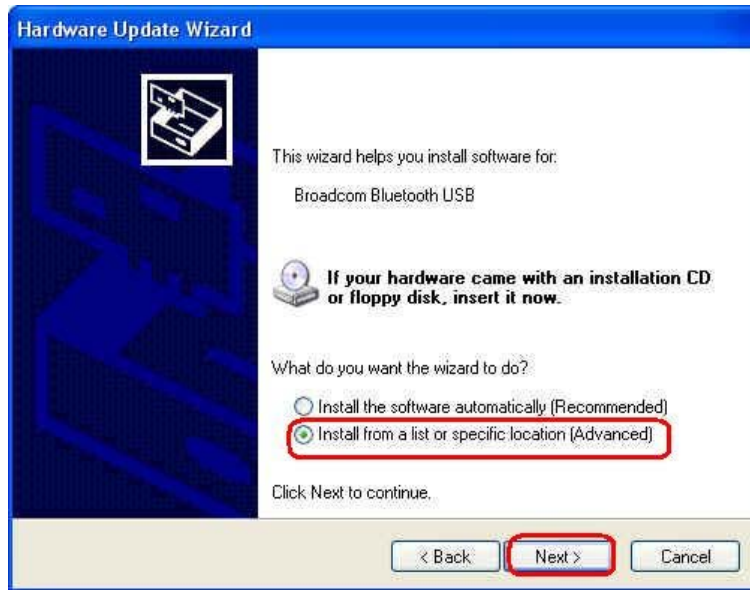 Hardware Update Wizard
This wizard helps you install software for:
Broadcom Bluetooth USB
If your hardware came with an installation CD
or floppy disk, insert it now.
What do you want the wizard to do?
Install the software automatically (Recommended)
Install from a list or specific location (Advanced)
Click Next to continue.
< Back Next > Cancel